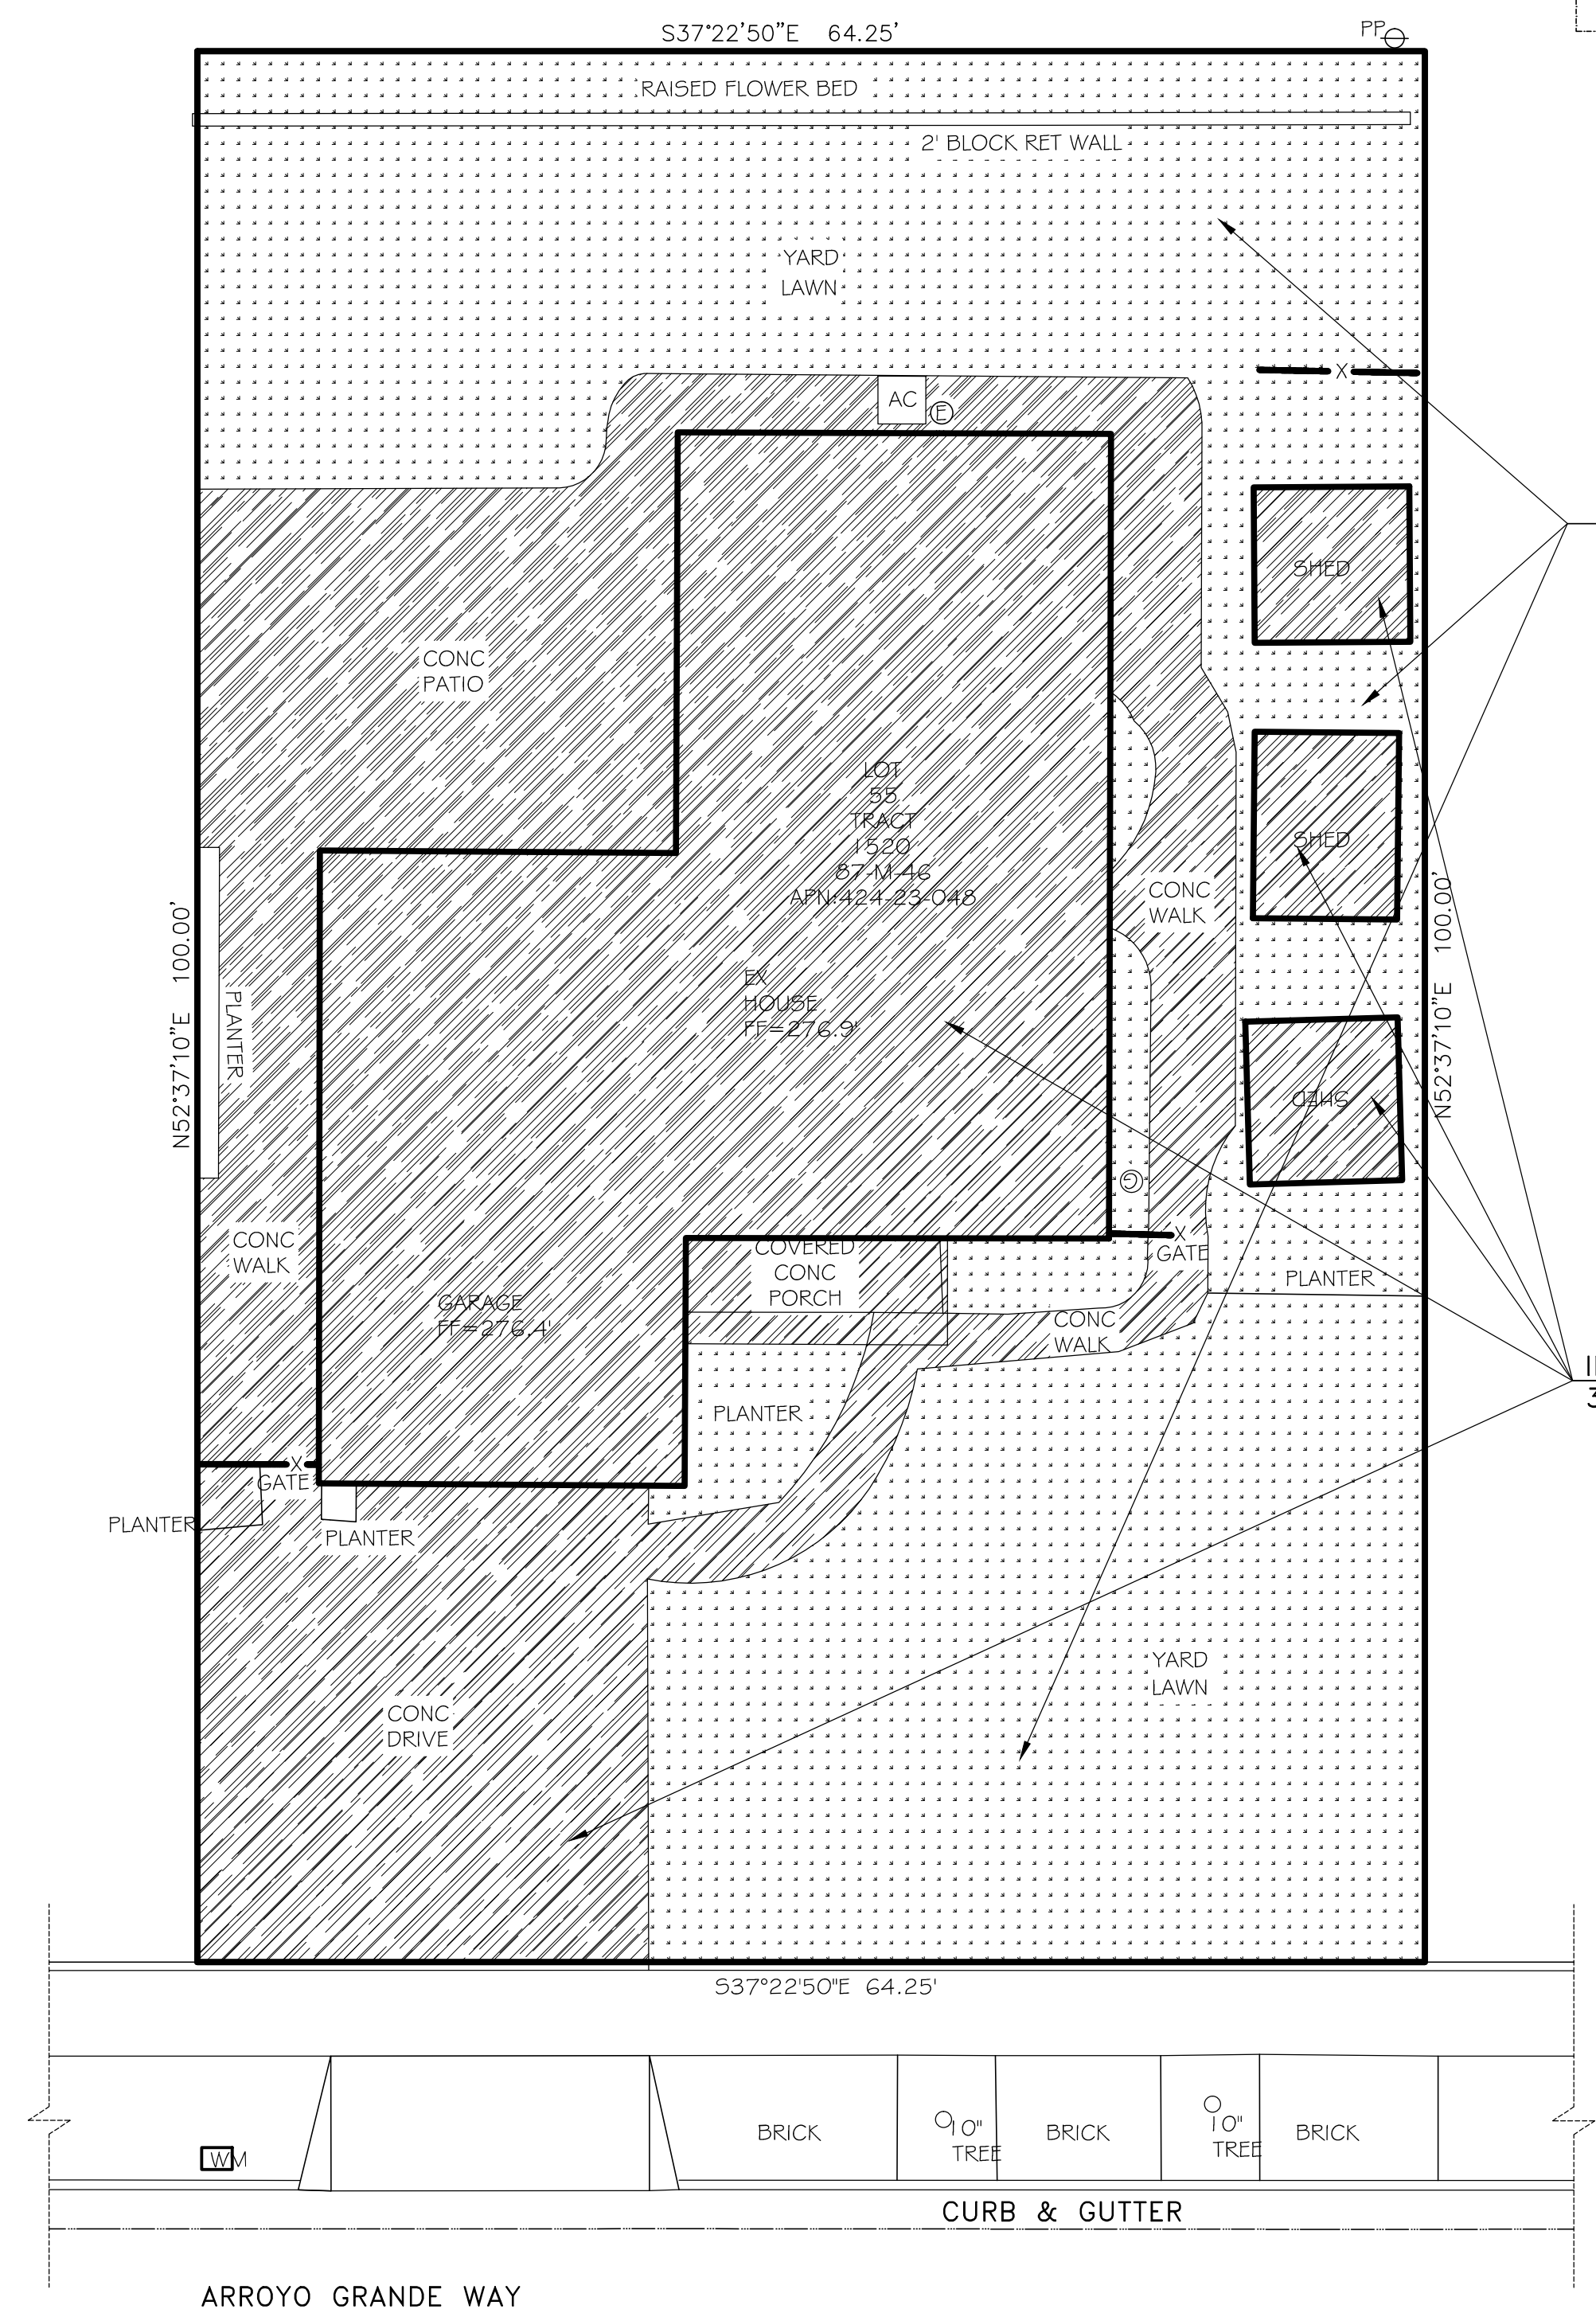 S37°22'50"E 64.25'
PP
RAISED FLOWER BED
2' BLOCK RET WALL
YARD
LAWN
X
AC
E
SHED
CONC
PATIO
LOT
55
TRACT
1520
87-M-46
APN:424-23-048
SHED
CONC
WALK
N52°37'10"E 100.00'
N52°37'10"E 100.00'
EX
HOUSE
FF=276.9'
PLANTER
SHED
G
CONC
WALK
COVERED
CONC
PORCH
X
GATE
PLANTER
GARAGE
FF=276.4'
CONC
WALK
PLANTER
X
GATE
PLANTER
PLANTER
YARD
LAWN
CONC
DRIVE
S37°22'50"E 64.25'
BRICK
10"
TREE
BRICK
10"
TREE
BRICK
WM
CURB & GUTTER
ARROYO GRANDE WAY